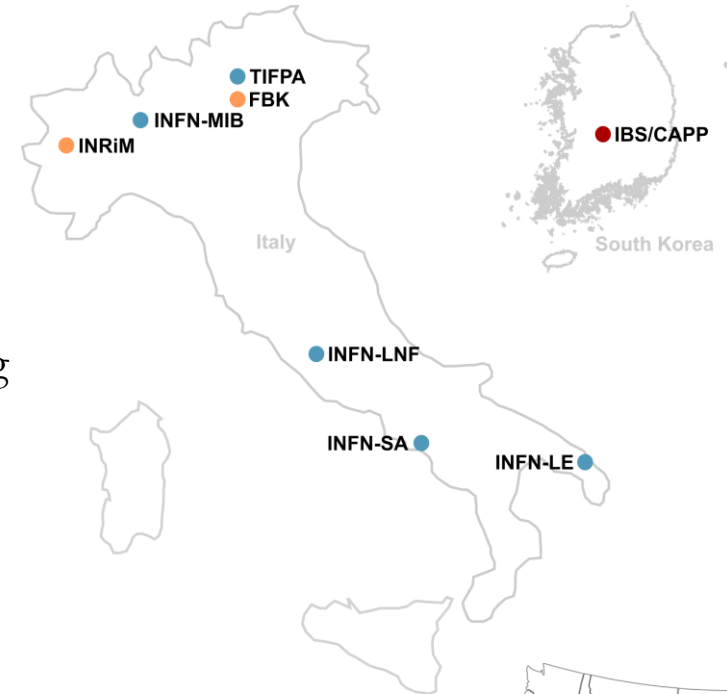 TIFPA
FBK
INFN-MIB
IBS/CAPP
INRiM
Italy
South Korea
INFN-LNF
g
INFN-SA
INFN-LE